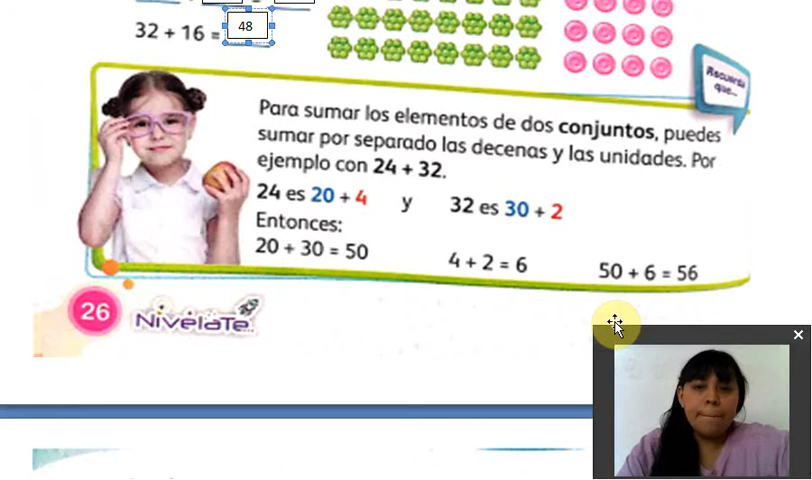 32 + 16 = 48
Recuerda
que...
Para sumar los elementos de dos conjuntos, puedes
sumar por separado las decenas y las unidades. Por
ejemplo con 24 + 32.
24 es 20 + 4 y 32 es 30 + 2
Entonces:
20 + 30 = 50 4 + 2 = 6 50 + 6 = 56
26 NivélaTe